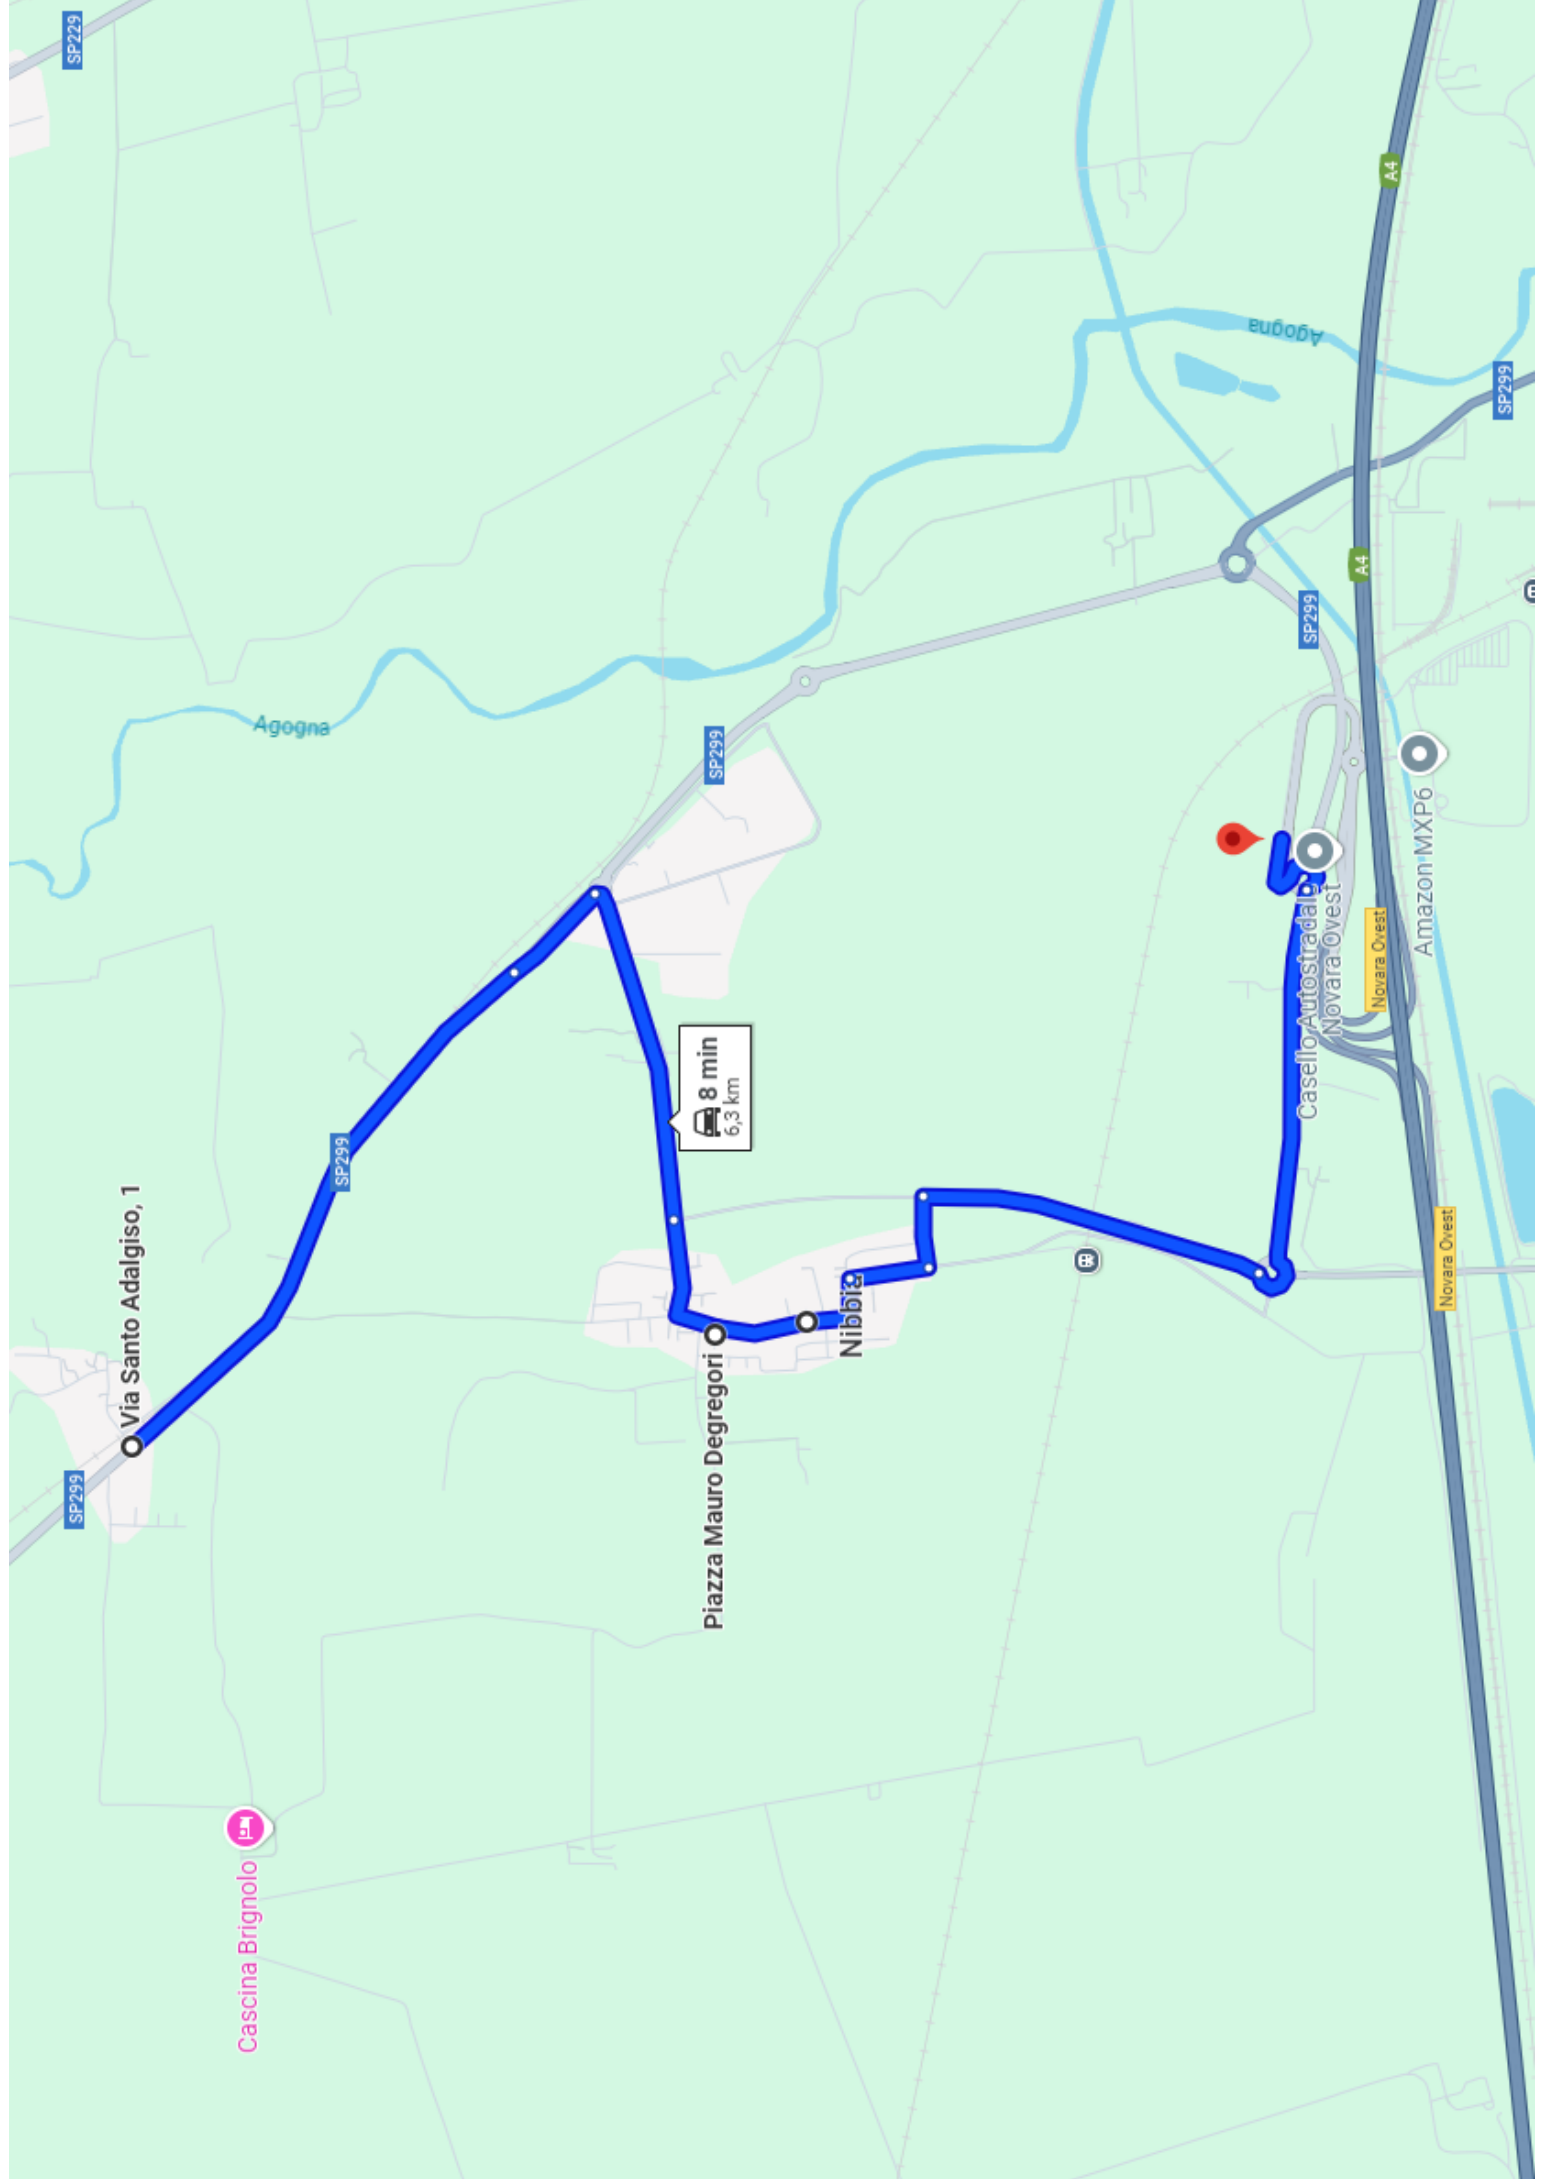 SP229
SP299
Via Santo Adalgiso, 1
SP299
Agogna
SP299
Cascina Brignolo
Piazza Mauro Degregori
8 min
6,3 km
Nibbia
Agogna
SP299
SP299
A4
A4
Casello Autostradale
Novara Ovest
Novara Ovest
Amazon MXP6
Novara Ovest